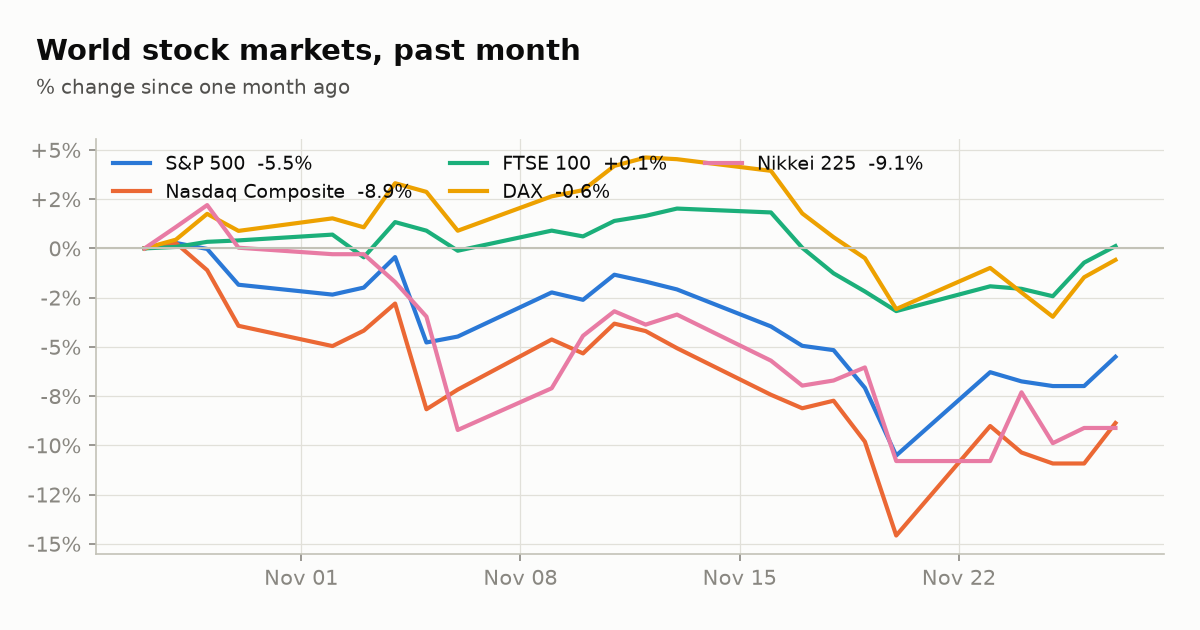 World stock markets, past month
% change since one month ago
+5%
+2%
0%
-2%
-5%
-8%
-10%
-12%
-15%
S&P 500 -5.5%
Nasdaq Composite -8.9%
FTSE 100 +0.1%
DAX -0.6%
Nikkei 225 -9.1%
Nov 01
Nov 08
Nov 15
Nov 22